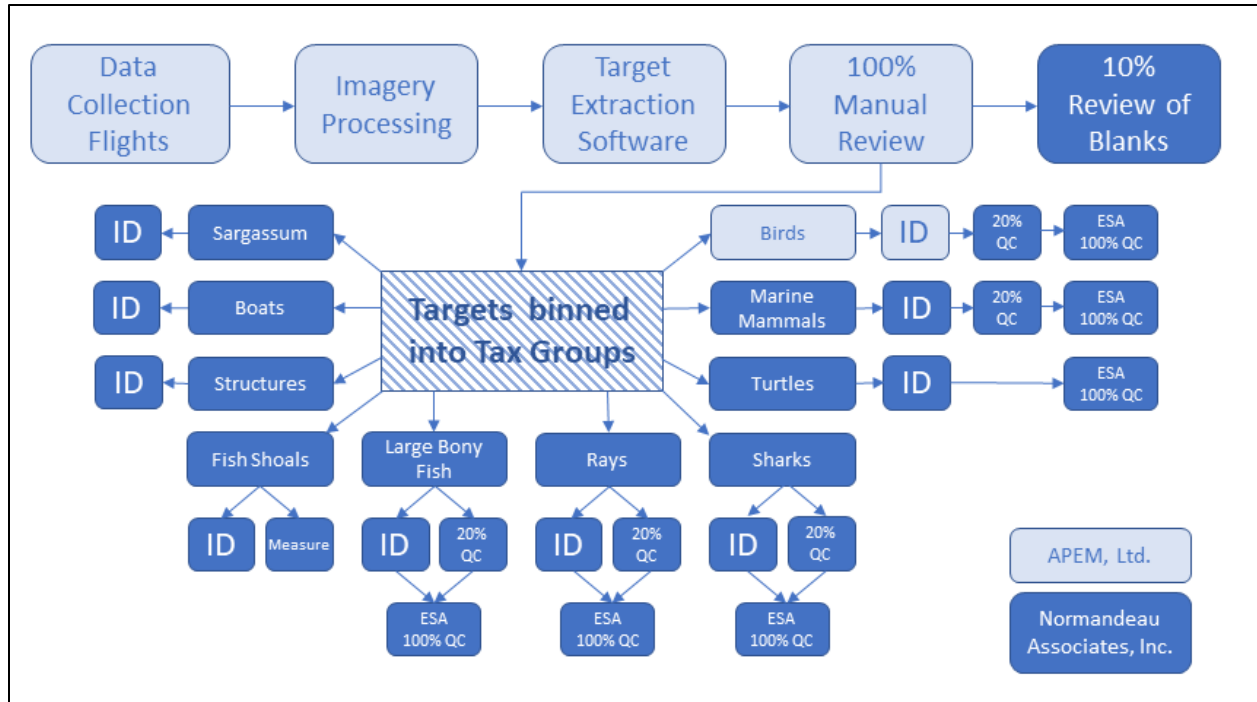 Data
Collection
Flights
Imagery
Processing
Target
Extraction
Software
100%
Manual
Review
10%
Review of
Blanks
ID
Sargassum
Birds
ID
20%
QC
ESA
100% QC
Targets binned
into Tax Groups
ID
Boats
Marine
Mammals
ID
20%
QC
ESA
100% QC
ID
Structures
Turtles
ID
ESA
100% QC
Fish Shoals
Large Bony
Fish
Rays
Sharks
ID
Measure
ID
20%
QC
ID
20%
QC
ID
20%
QC
ESA
100% QC
ESA
100% QC
ESA
100% QC
APEM, Ltd.
Normandeau
Associates, Inc.